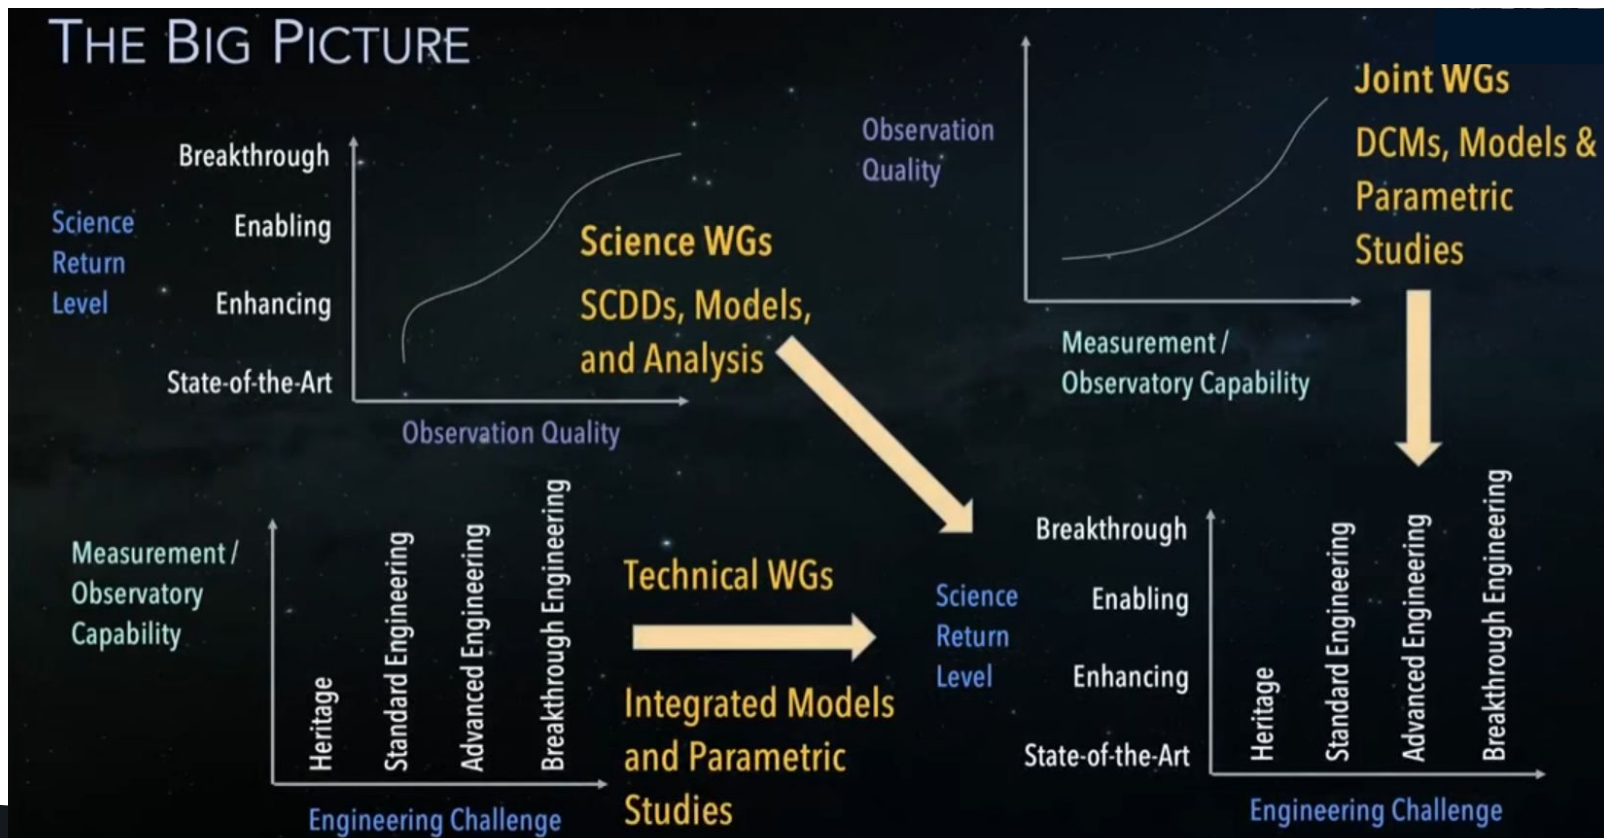 THE BIG PICTURE
Breakthrough
Enabling
Enhancing
State-of-the-Art
Science
Return
Level
Observation Quality
Science WGs
SCDDs, Models,
and Analysis
Observation
Quality
Measurement /
Observatory Capability
Joint WGs
DCMs, Models &
Parametric
Studies
Measurement /
Observatory
Capability
Heritage
Standard Engineering
Advanced Engineering
Breakthrough Engineering
Engineering Challenge
Technical WGs
Integrated Models
and Parametric
Studies
Science
Return
Level
Breakthrough
Enabling
Enhancing
State-of-the-Art
Heritage
Standard Engineering
Advanced Engineering
Breakthrough Engineering
Engineering Challenge